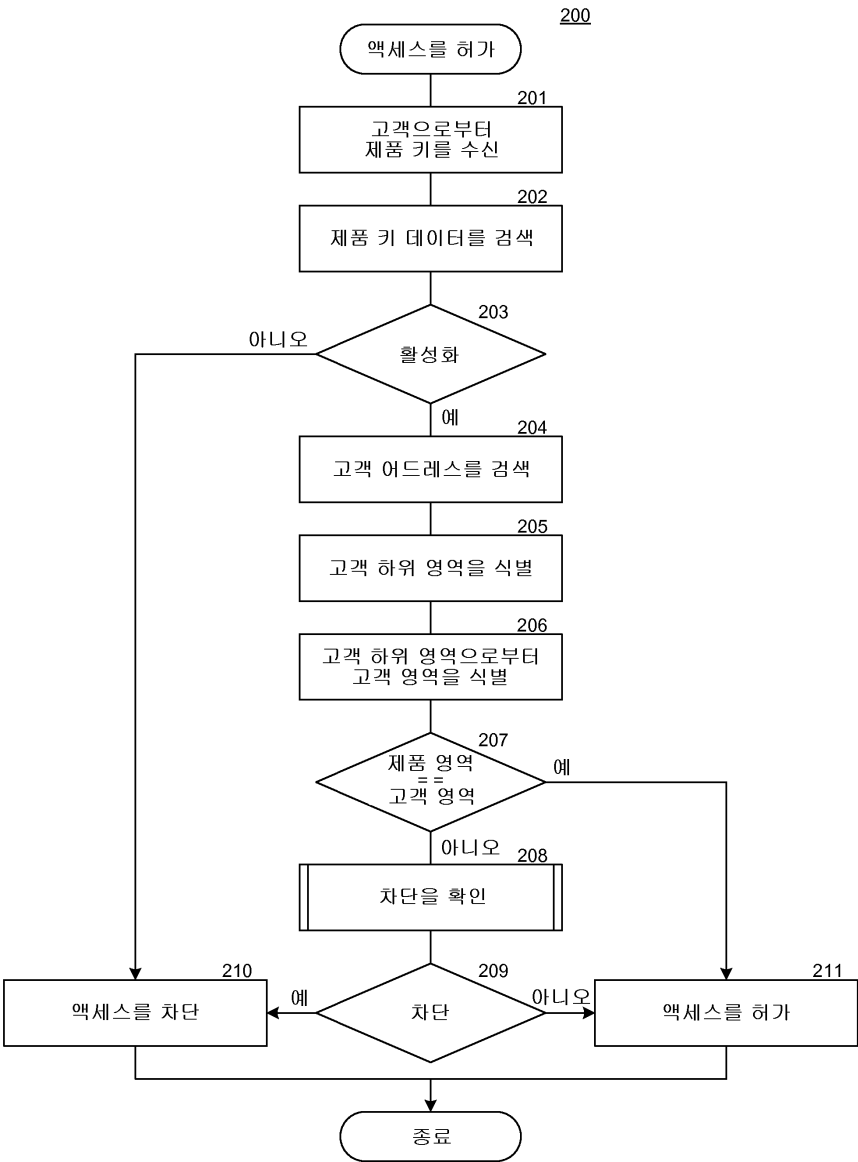 200
액세스를 허가
201
고객으로부터
제품 키를 수신
202
제품 키 데이터를 검색
203
아니오
활성화
예
204
고객 어드레스를 검색
205
고객 하위 영역을 식별
206
고객 하위 영역으로부터
고객 영역을 식별
207
제품 영역
==
고객 영역
예
아니오
208
차단을 확인
210
액세스를 차단
예
209
차단
아니오
211
액세스를 허가
종료